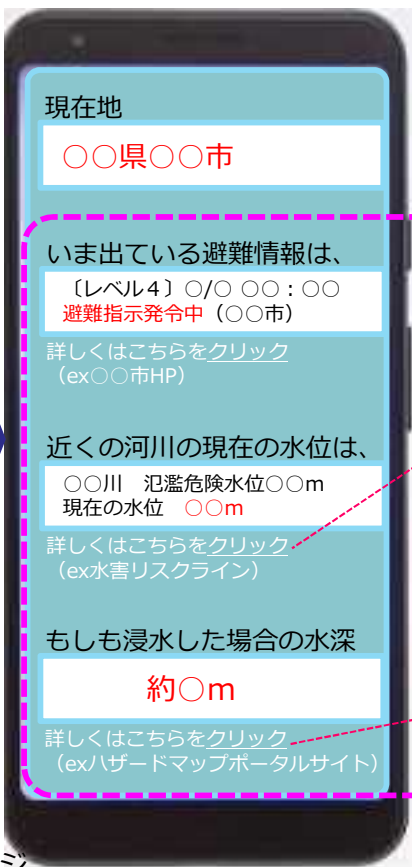 現在地
○○県○○市
いま出ている避難情報は、
〔レベル４〕○/○ ○○：○○
避難指示発令中（○○市）
詳しくはこちらをクリック
（ex○○市HP）
近くの河川の現在の水位は、
○○川　氾濫危険水位○○m
現在の水位　○○m
詳しくはこちらをクリック
（ex水害リスクライン）
もしも浸水した場合の水深
約○m
詳しくはこちらをクリック
（exハザードマップポータルサイト）
ジ